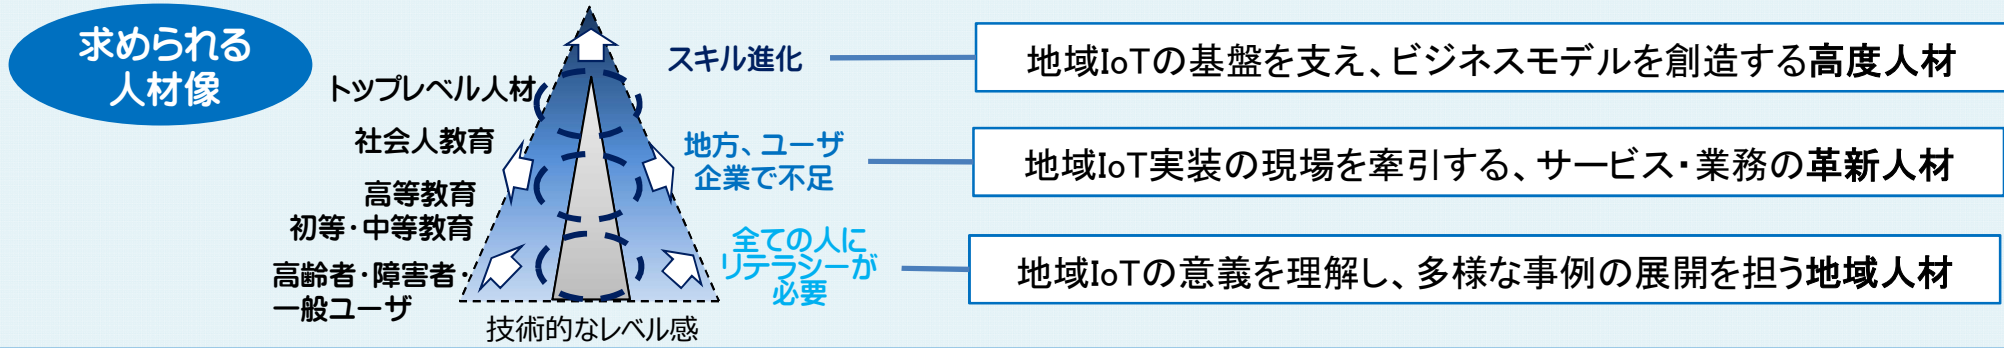 求められる
人材像
トップレベル人材
社会人教育
高等教育
初等・中等教育
高齢者・障害者・
一般ユーザ
技術的なレベル感
スキル進化
地方、ユーザ
企業で不足
全ての人に
リテラシーが
必要
地域IoTの基盤を支え、ビジネスモデルを創造する高度人材
地域IoT実装の現場を牽引する、サービス・業務の革新人材
地域IoTの意義を理解し、多様な事例の展開を担う地域人材